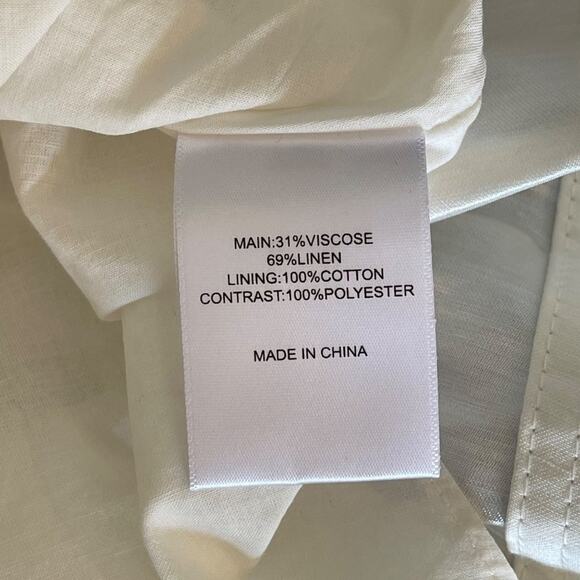 MAIN:31%VISCOSE
69%LINEN
LINING:100%COTTON
CONTRAST:100%POLYESTER
MADE IN CHINA